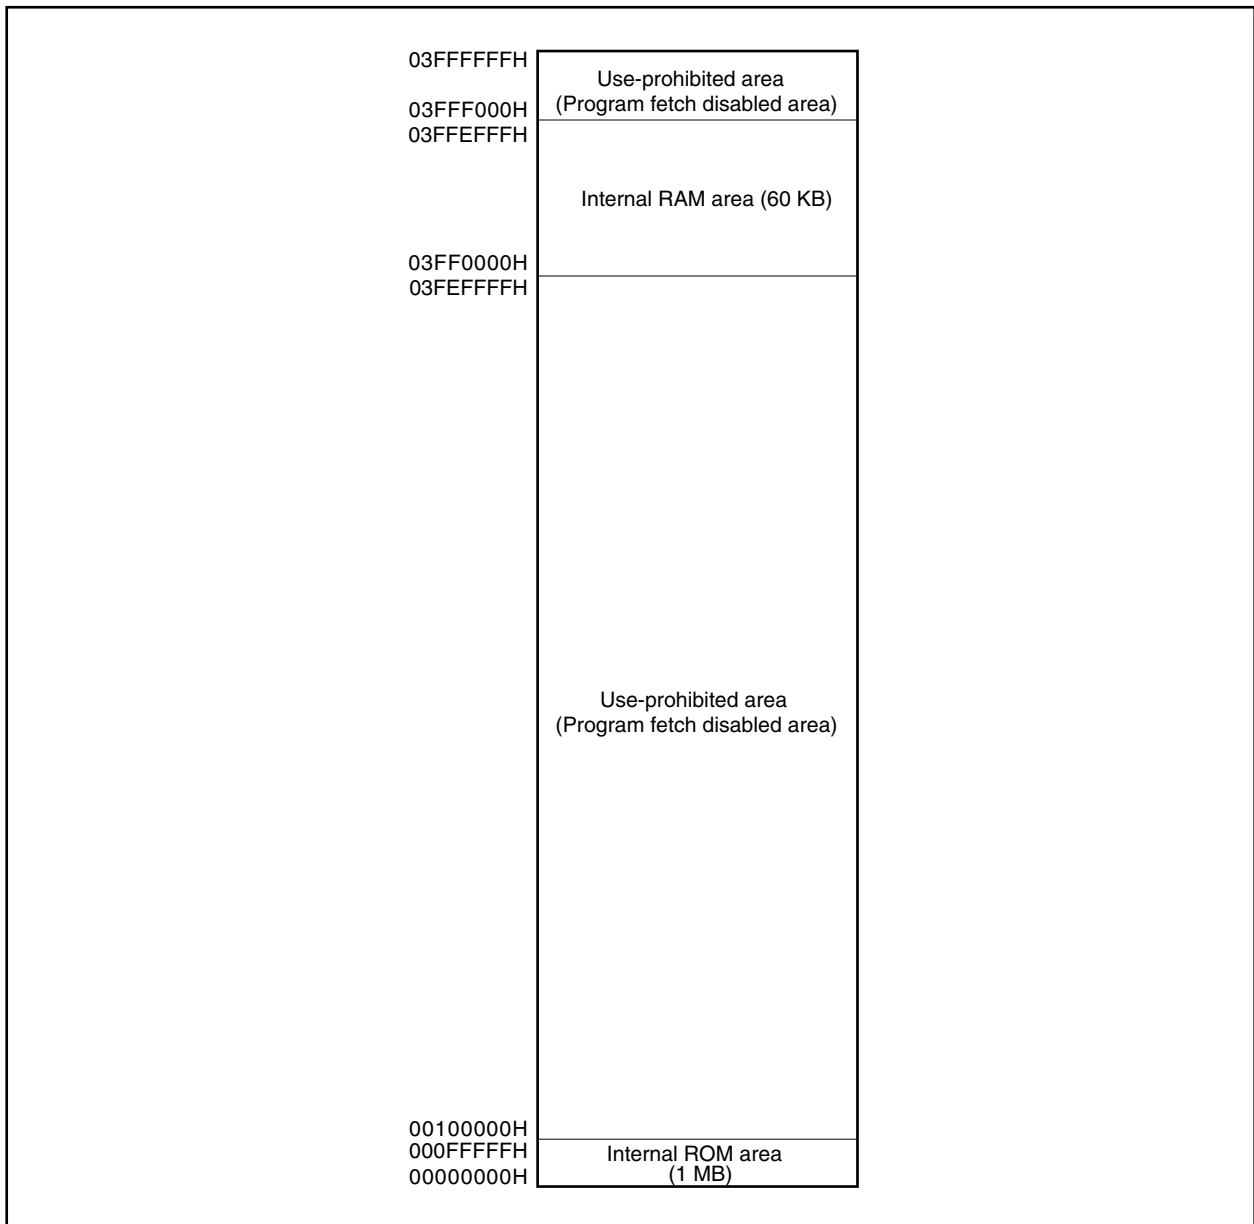 03FFFFFFH
Use-prohibited area
(Program fetch disabled area)
03FFF000H
03FFEFFFH
Internal RAM area (60 KB)
03FF0000H
03FEFFFFH
Use-prohibited area
(Program fetch disabled area)
00100000H
000FFFFFH
Internal ROM area
(1 MB)
00000000H